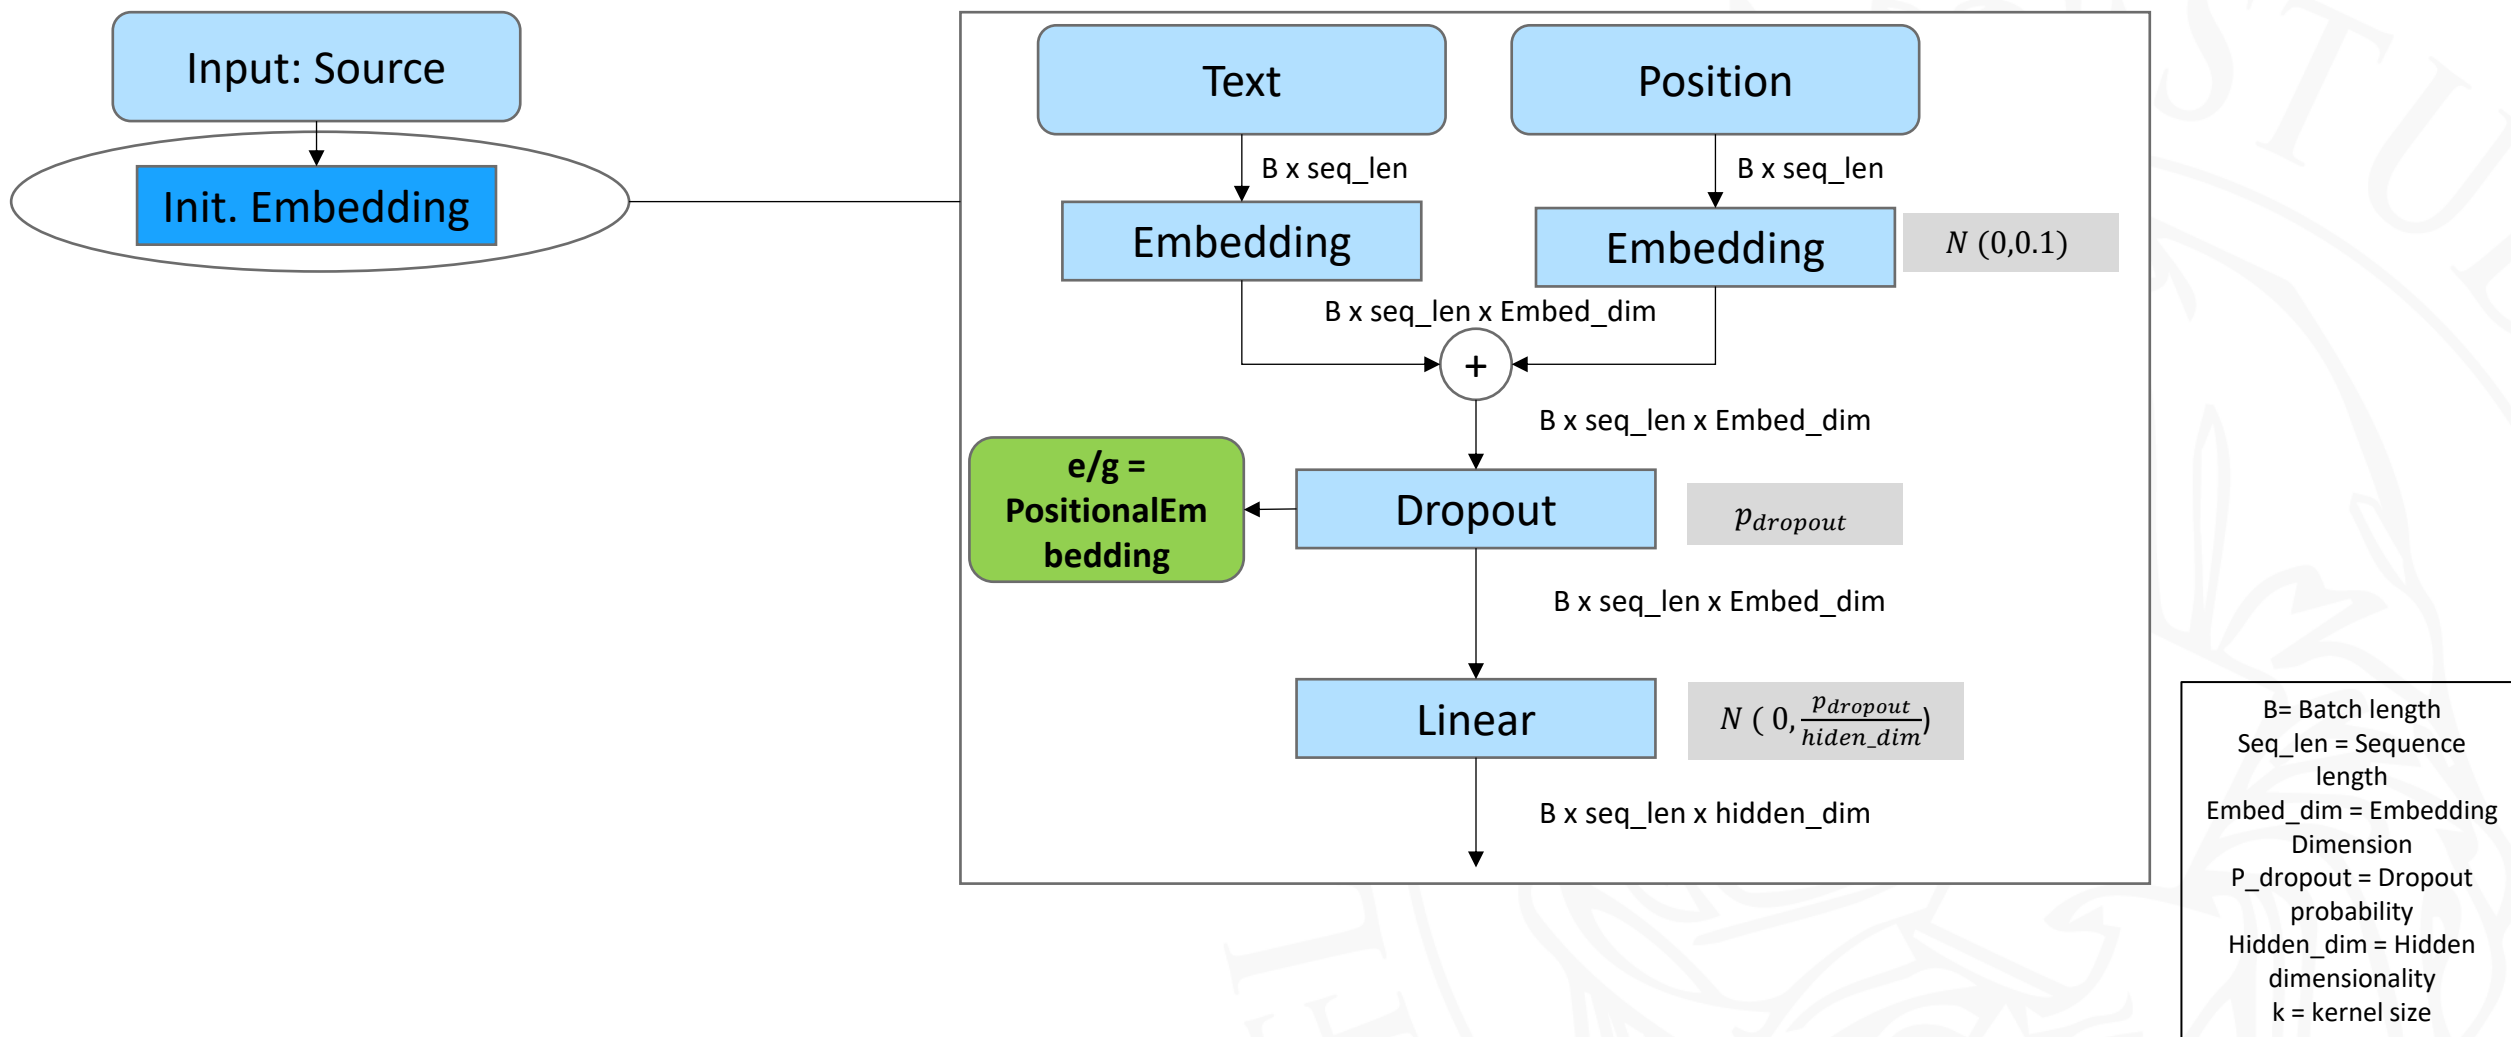 Input: Source
Init. Embedding
Text
Position
B x seq_len
B x seq_len
Embedding
Embedding
N (0,0.1)
B x seq_len x Embed_dim
+
B x seq_len x Embed_dim
e/g =
PositionalEm
bedding
Dropout
p_dropout
B x seq_len x Embed_dim
Linear
N ( 0, p_dropout/hiden_dim)
B x seq_len x hidden_dim
B= Batch length
Seq_len = Sequence
length
Embed_dim = Embedding
Dimension
P_dropout = Dropout
probability
Hidden_dim = Hidden
dimensionality
k = kernel size